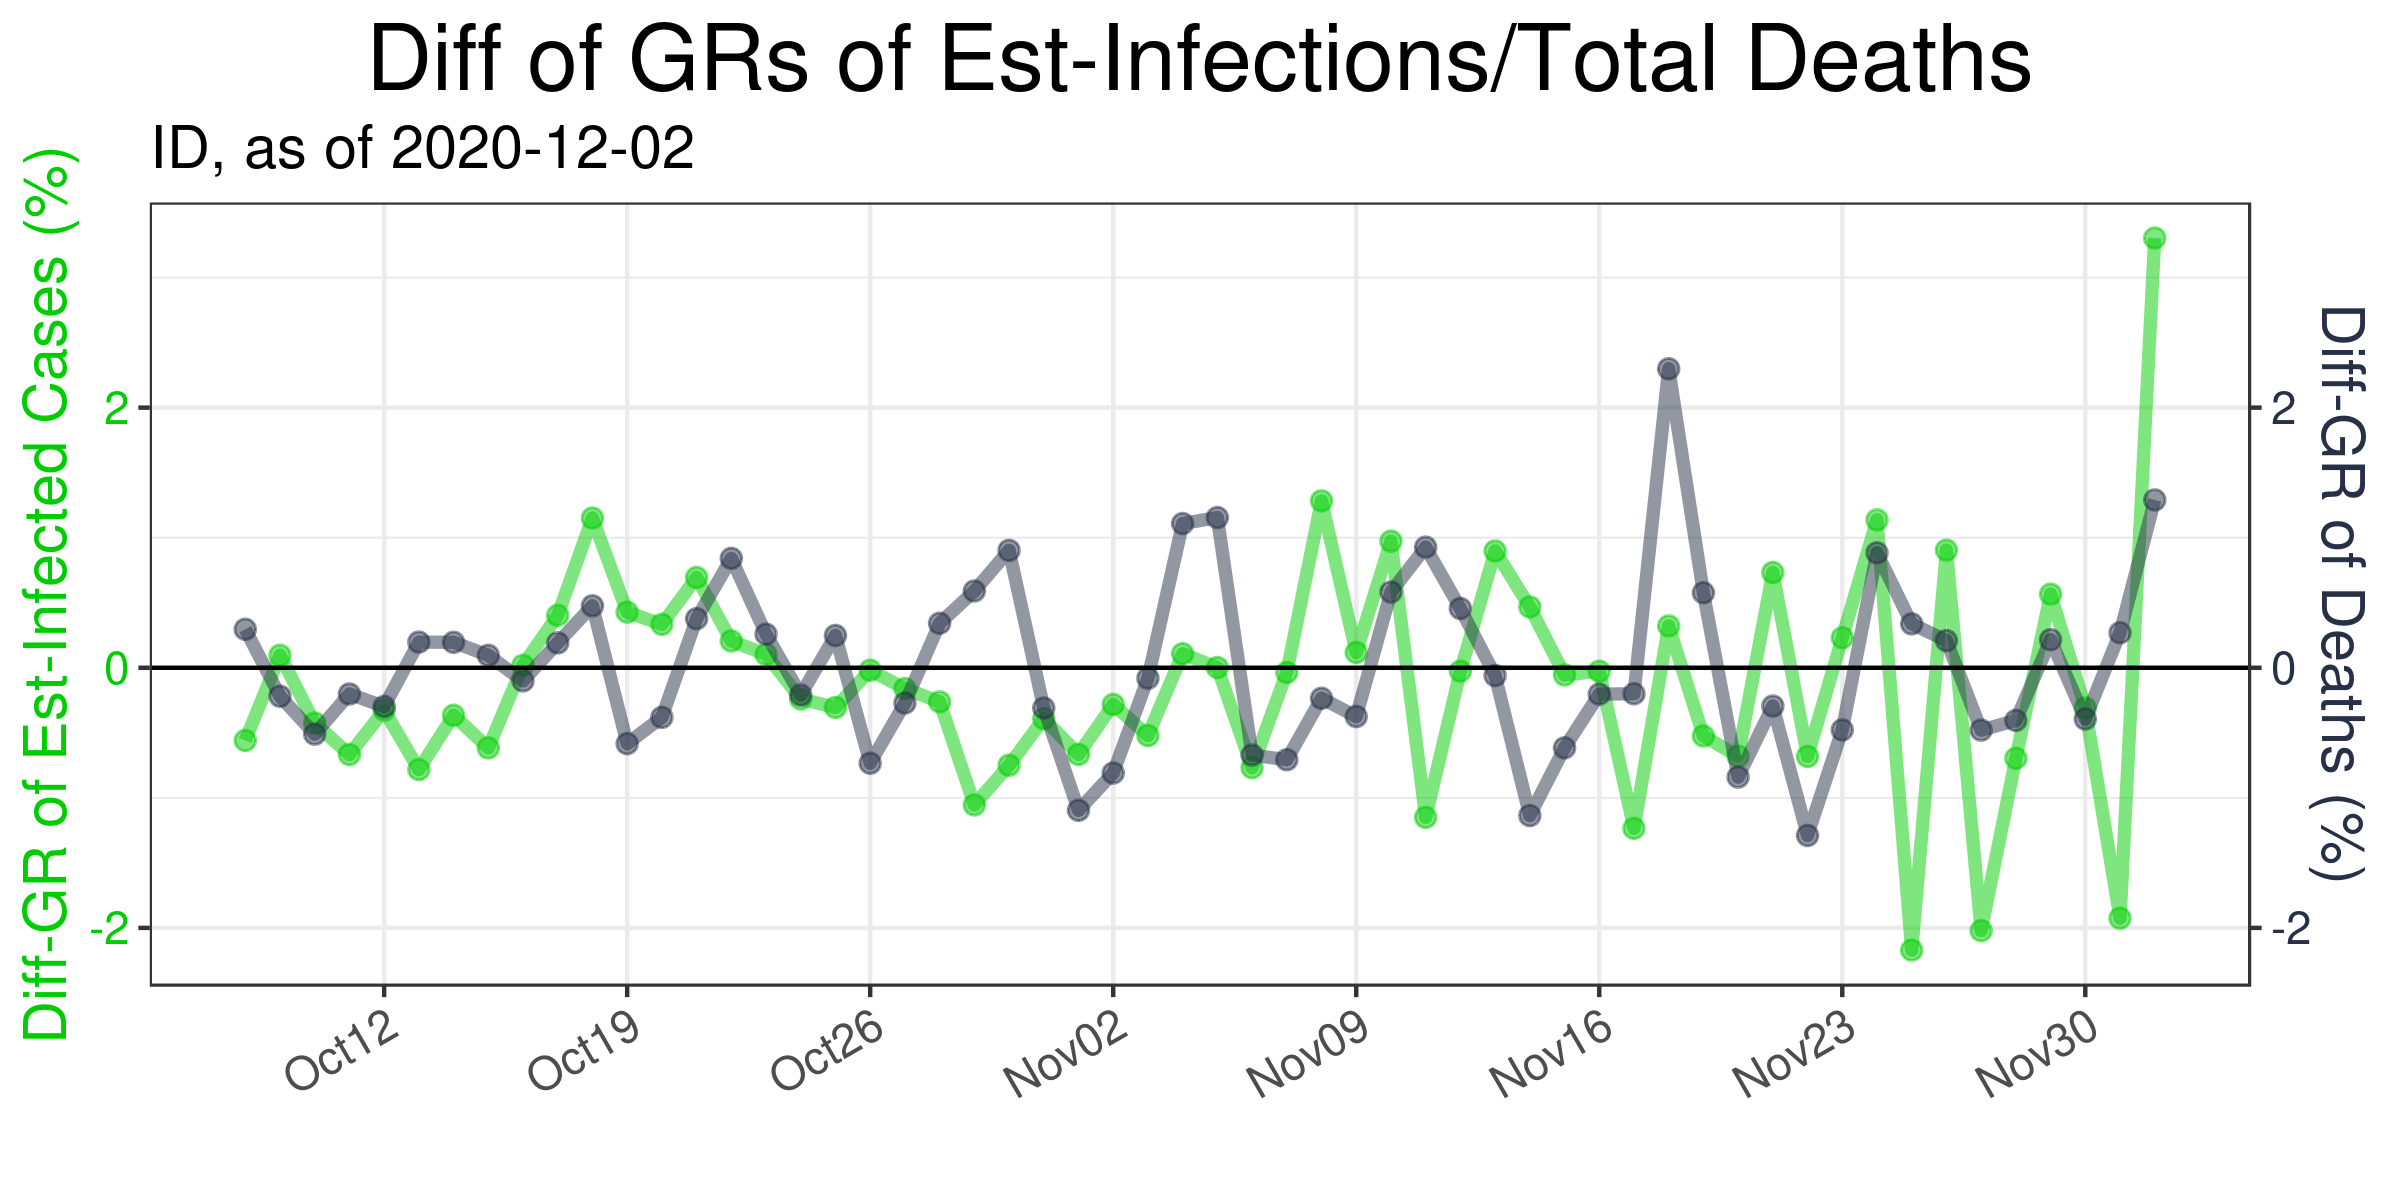 Diff of GRs of Est-Infections/Total Deaths
ID, as of 2020-12-02
Diff-GR of Est-Infected Cases (%)
2
0
-2
2
0
-2
Diff-GR of Deaths (%)
Oct12
Oct19
Oct26
Nov02
Nov09
Nov16
Nov23
Nov30